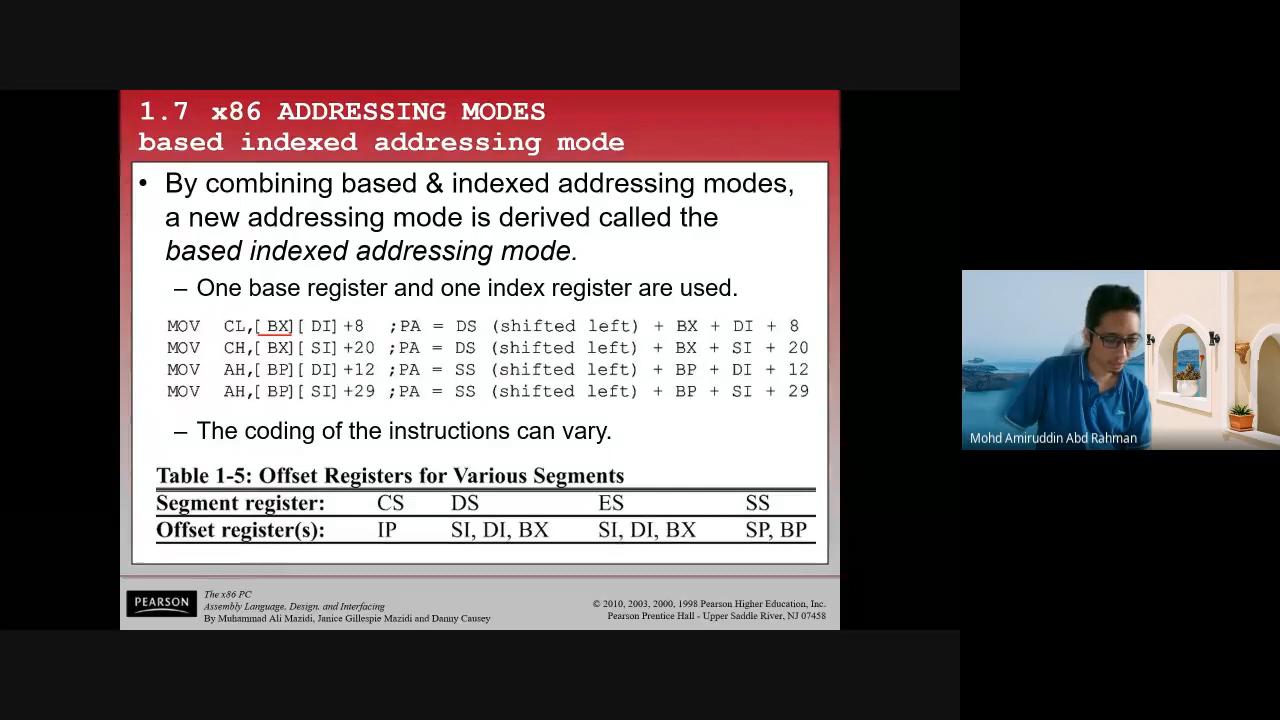 1.7 x86 ADDRESSING MODES
based indexed addressing mode
• By combining based & indexed addressing modes,
a new addressing mode is derived called the
based indexed addressing mode.
– One base register and one index register are used.
MOV CL,[ BX][ DI]+8 ;PA = DS (shifted left) + BX + DI + 8
MOV CH,[ BX][ SI]+20 ;PA = DS (shifted left) + BX + SI + 20
MOV AH,[ BP][ DI]+12 ;PA = SS (shifted left) + BP + DI + 12
MOV AH,[ BP][ SI]+29 ;PA = SS (shifted left) + BP + SI + 29
– The coding of the instructions can vary.
Table 1-5: Offset Registers for Various Segments
Segment register: CS DS ES SS
Offset register(s): IP SI, DI, BX SI, DI, BX SP, BP
PEARSON
The x86 PC
Assembly Language, Design, and Interfacing
By Muhammad Ali Mazidi, Janice Gillespie Mazidi and Danny Causey
© 2010, 2003, 2000, 1998 Pearson Higher Education, Inc.
Pearson Prentice Hall - Upper Saddle River, NJ 07458
Mohd Amiruddin Abd Rahman